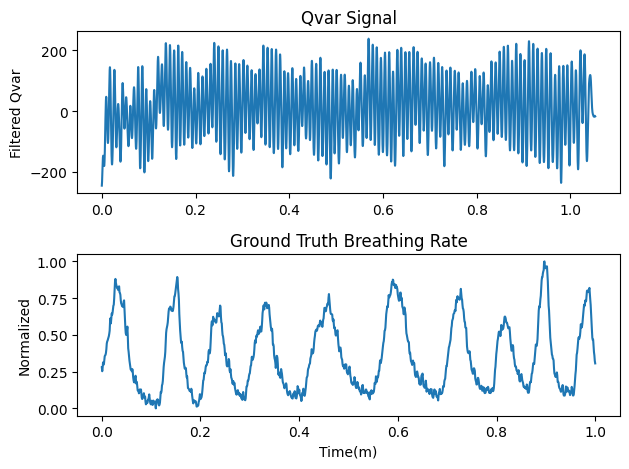 Qvar Signal
Filtered Qvar
200
0
−200
0.0 0.2 0.4 0.6 0.8 1.0
Ground Truth Breathing Rate
Normalized
1.00
0.75
0.50
0.25
0.00
0.0 0.2 0.4 0.6 0.8 1.0
Time(m)